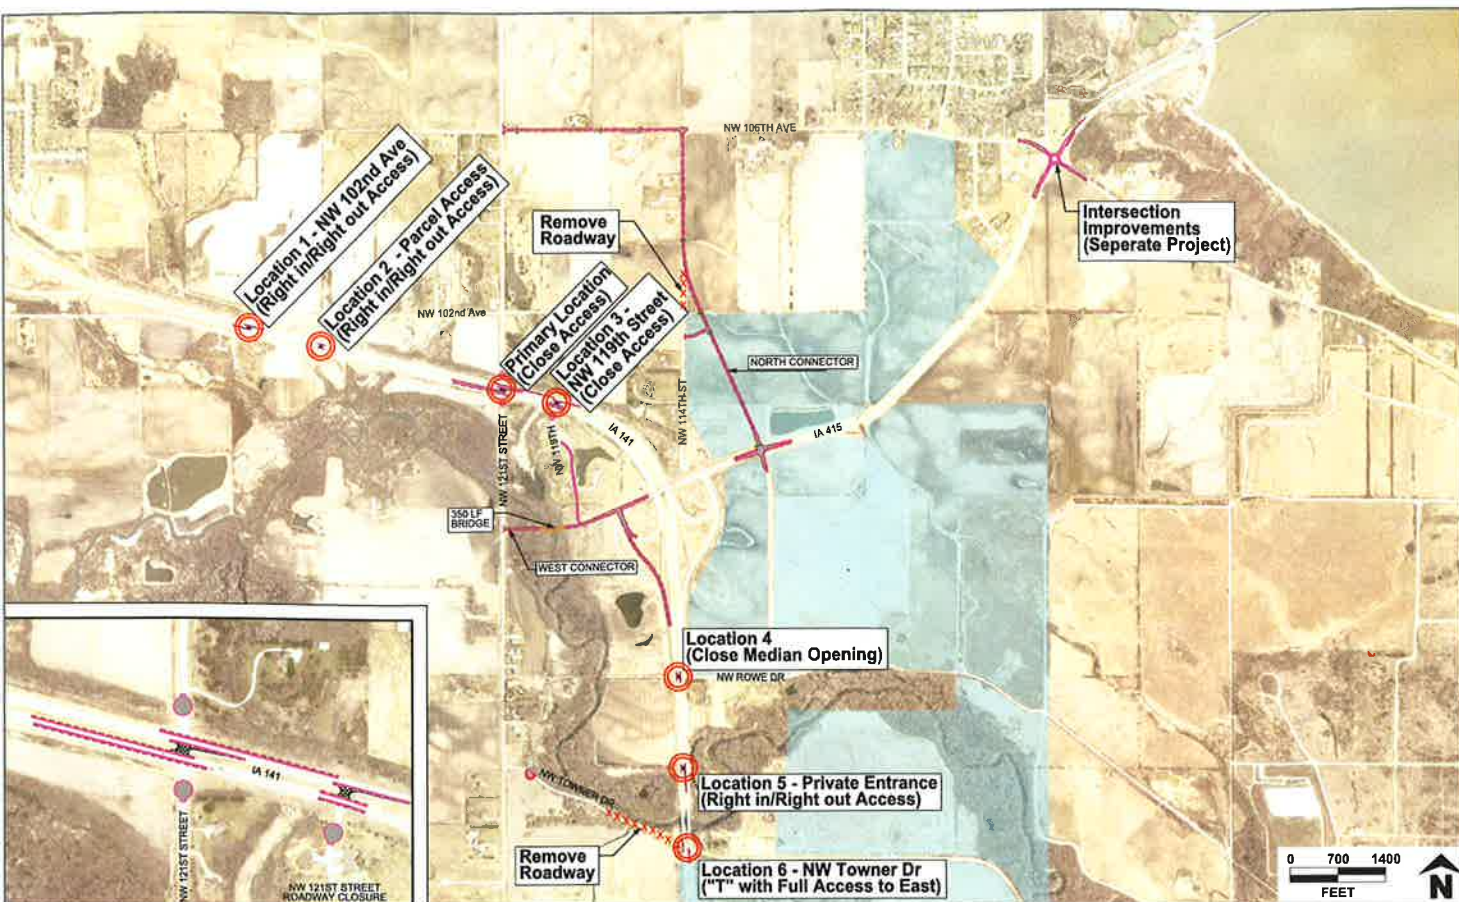 NW 106TH AVE
Location 1 - NW 102nd Ave
(Right in/Right out Access)
Location 2 - Parcel Access
(Right in/Right out Access)
Remove
Roadway
Intersection
Improvements
(Seperate Project)
Primary Location
(Close Access)
Location 3 -
NW 119th Street
(Close Access)
NW 102nd Ave
NORTH CONNECTOR
NW 114TH ST
IA 141
IA 415
NW 121ST STREET
NW 119TH
350 LF
BRIDGE
WEST CONNECTOR
Location 4
(Close Median Opening)
NW ROWE DR
Location 5 - Private Entrance
(Right in/Right out Access)
NW TOWNER DR
Remove
Roadway
Location 6 - NW Towner Dr
("T" with Full Access to East)
IA 141
NW 121ST STREET
NW 121ST STREET
ROADWAY CLOSURE
0 700 1400
FEET
N